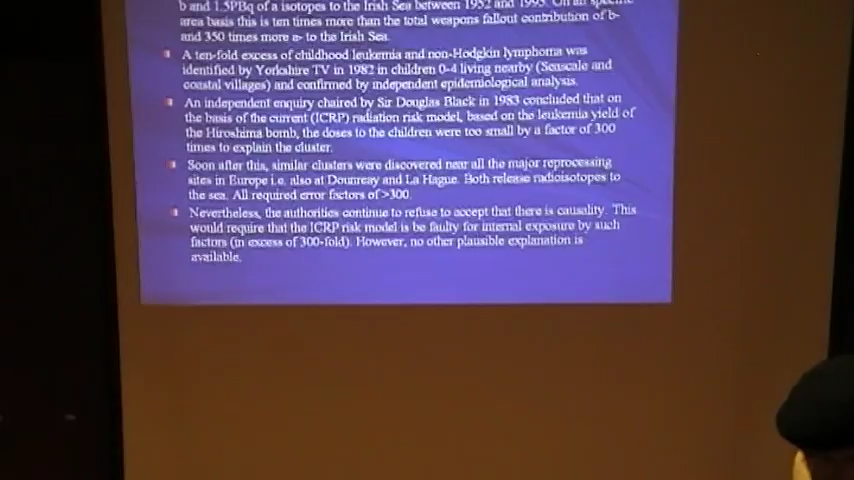 b and 1.5PBq of a isotopes to the Irish Sea between 1952 and 1995. On an specific
area basis this is ten times more than the total weapons fallout contribution of b-
and 350 times more a- to the Irish Sea.
A ten-fold excess of childhood leukemia and non-Hodgkin lymphoma was
identified by Yorkshire TV in 1982 in children 0-4 living nearby (Seascale and
coastal villages) and confirmed by independent epidemiological analysis.
An independent enquiry chaired by Sir Douglas Black in 1983 concluded that on
the basis of the current (ICRP) radiation risk model, based on the leukemia yield of
the Hiroshima bomb, the doses to the children were too small by a factor of 300
times to explain the cluster.
Soon after this, similar clusters were discovered near all the major reprocessing
sites in Europe i.e. also at Dounreay and La Hague. Both release radioisotopes to
the sea. All required error factors of >300.
Nevertheless, the authorities continue to refuse to accept that there is causality. This
would require that the ICRP risk model is be faulty for internal exposure by such
factors (in excess of 300-fold). However, no other plausible explanation is
available.